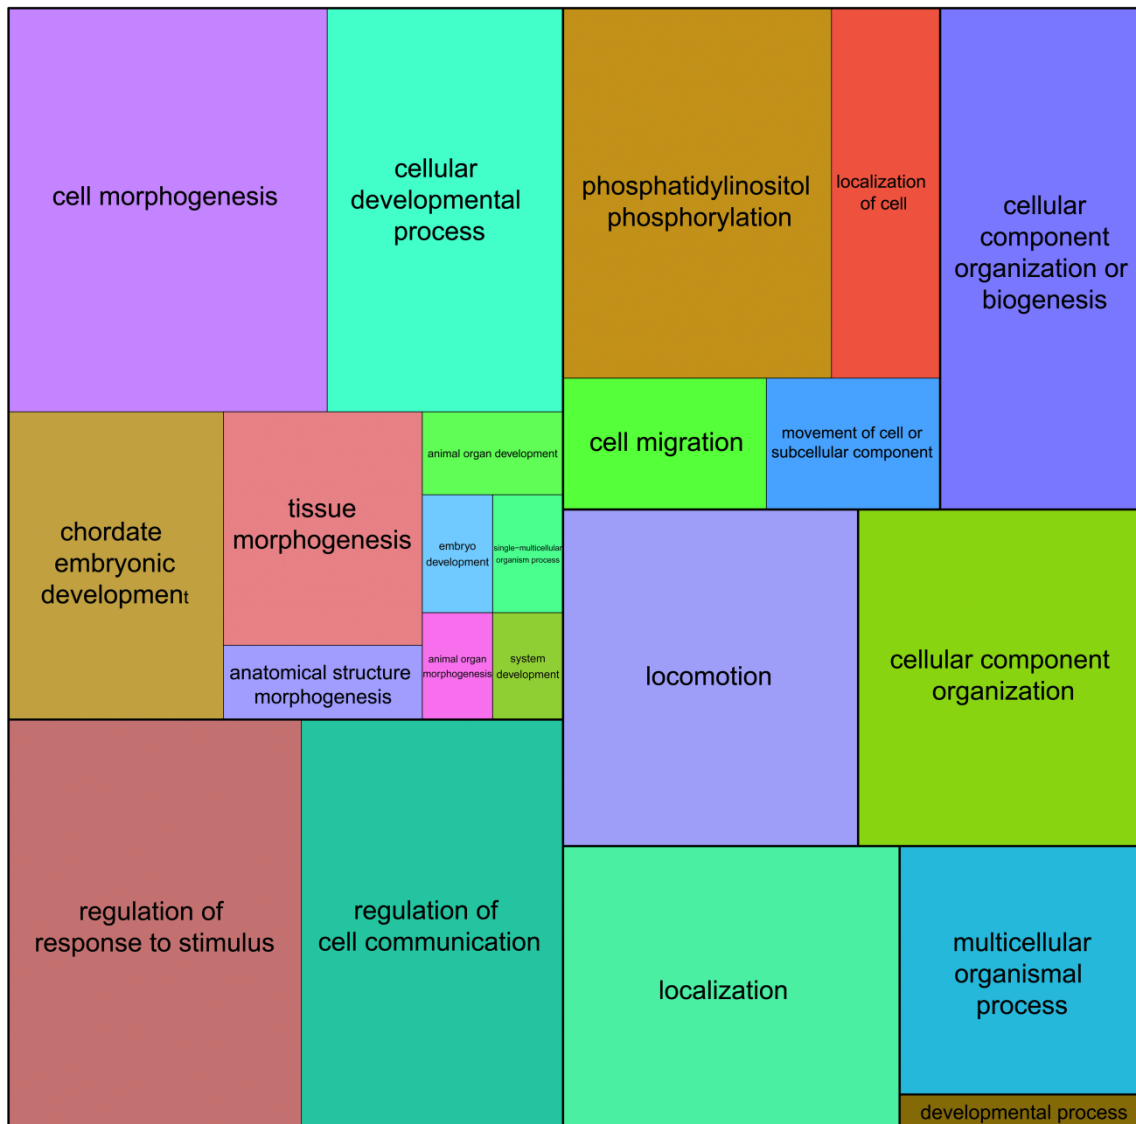 cell morphogenesis
cellular
developmental
process
phosphatidylinositol
phosphorylation
localization
of cell
cellular
component
organization or
biogenesis
chordate
embryonic
development
tissue
morphogenesis
anatomical structure
morphogenesis
animal organ development
embryo
development
single−multicellular
organism process
animal organ
morphogenesis
system
development
cell migration
movement of cell or
subcellular component
locomotion
cellular component
organization
regulation of
response to stimulus
regulation of
cell communication
localization
multicellular
organismal
process
developmental process